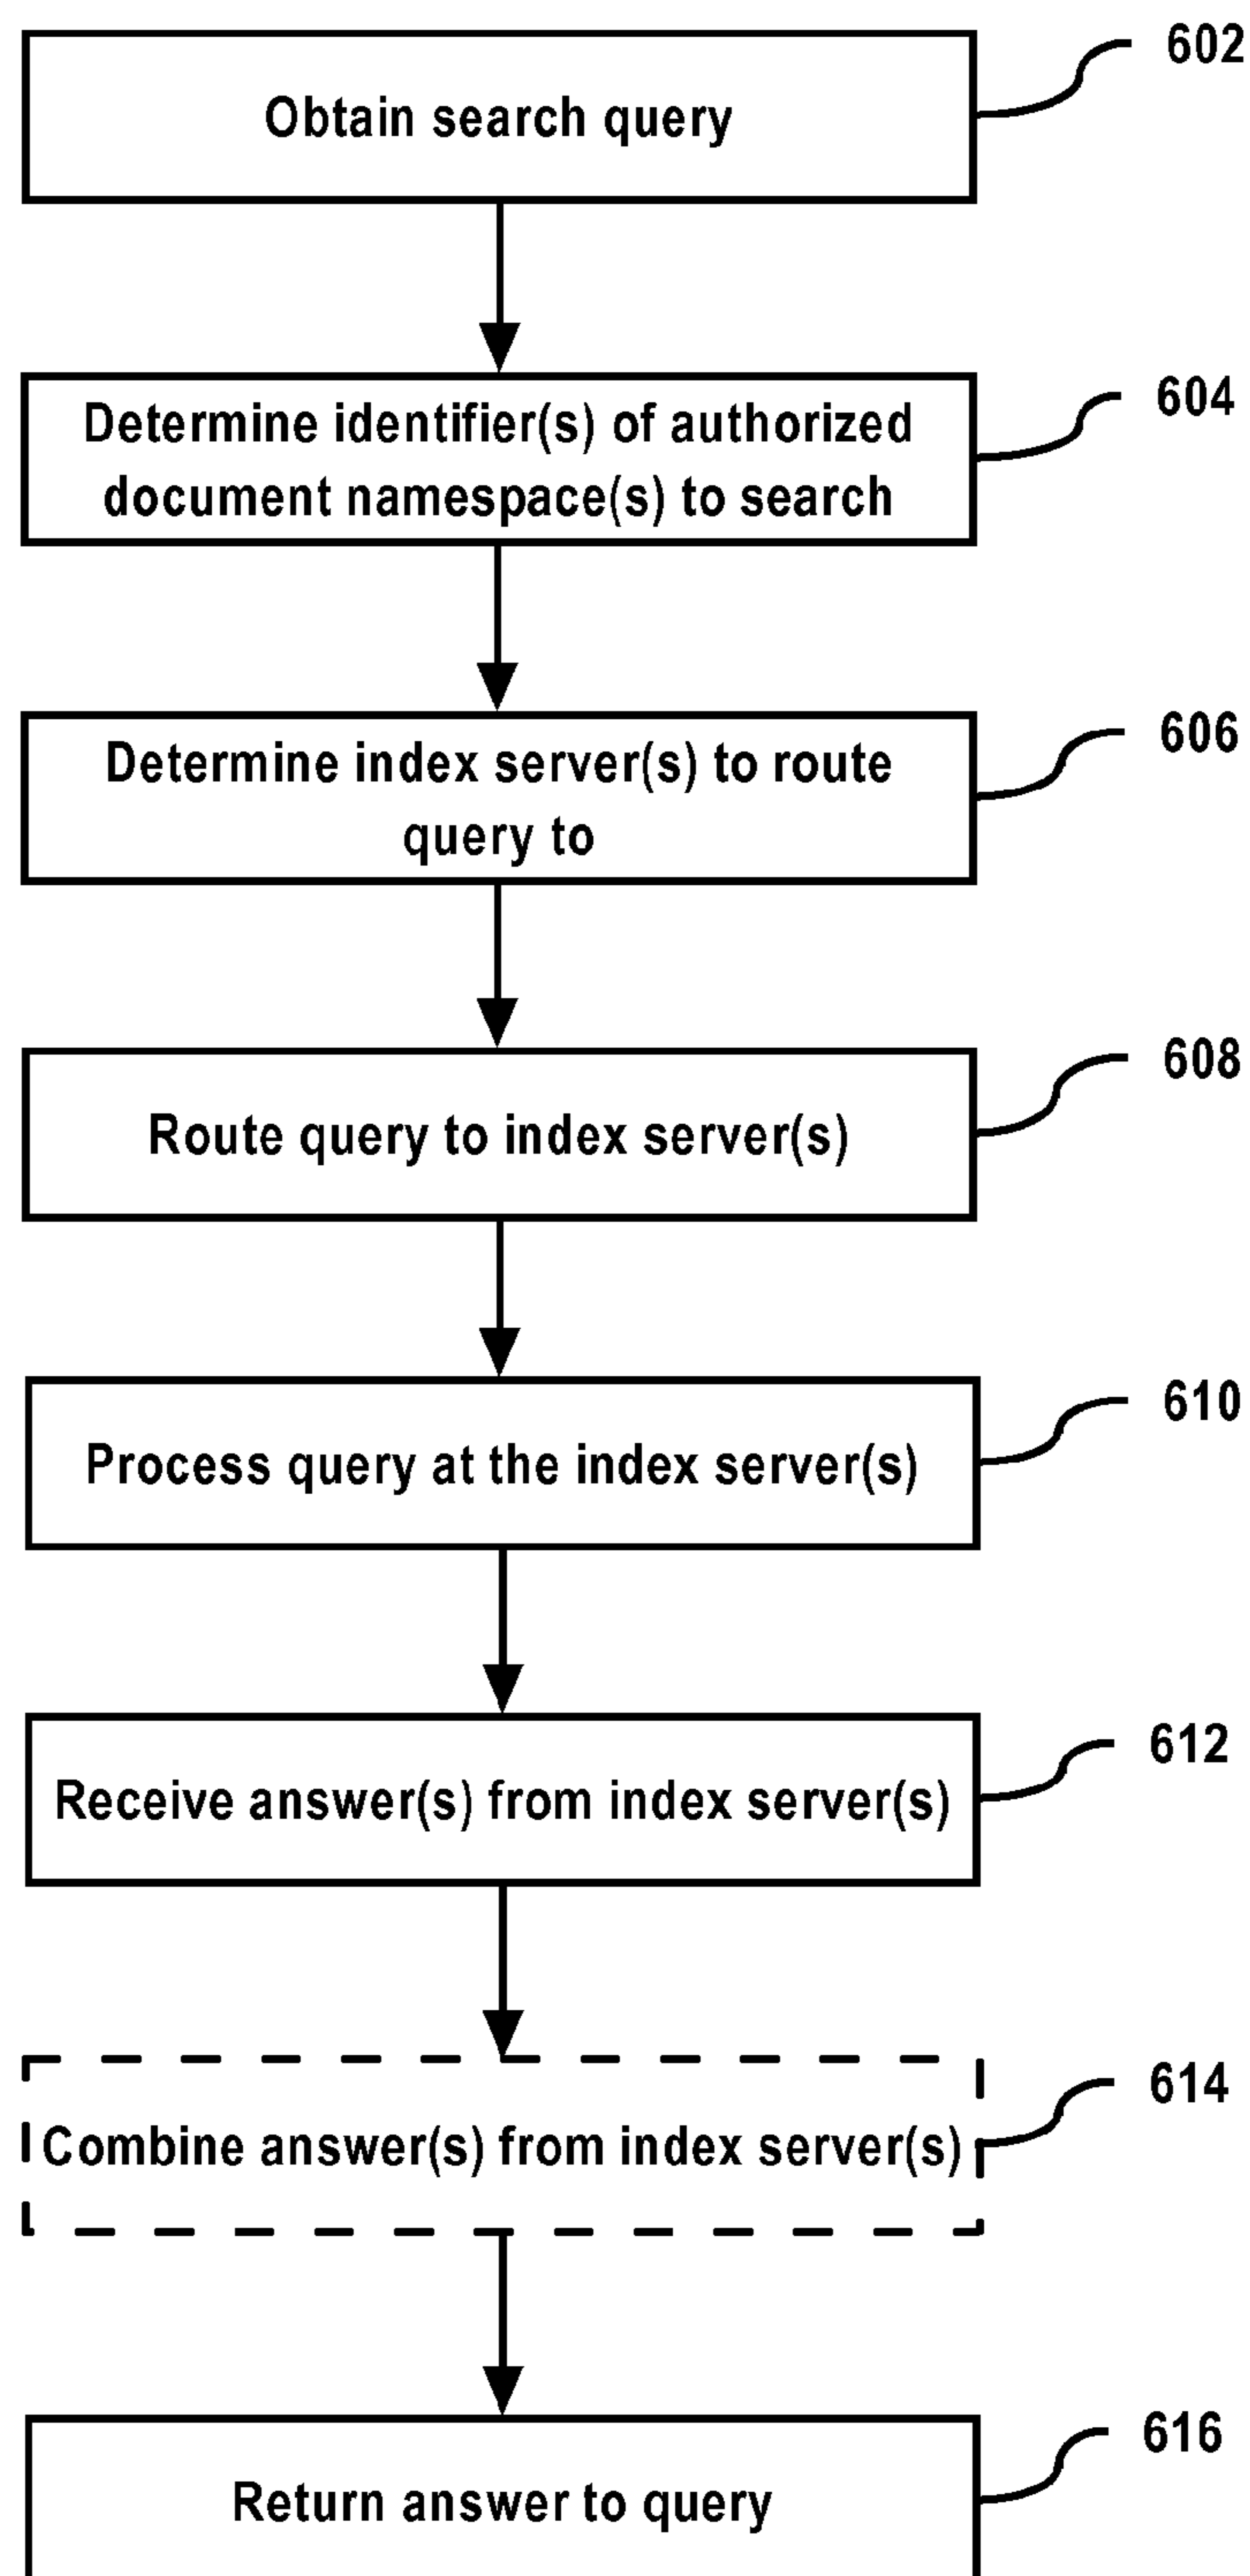 602
Obtain search query
604
Determine identifier(s) of authorized
document namespace(s) to search
606
Determine index server(s) to route
query to
608
Route query to index server(s)
610
Process query at the index server(s)
612
Receive answer(s) from index server(s)
614
Combine answer(s) from index server(s)
616
Return answer to query